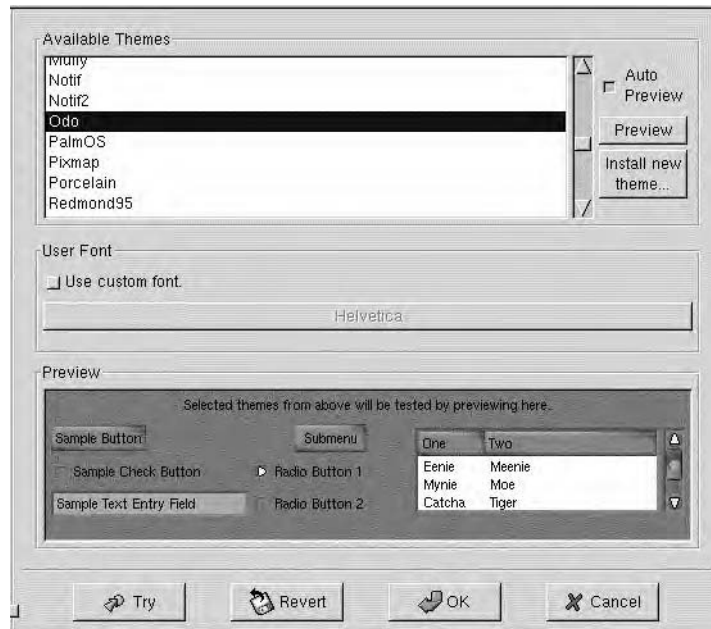 Available Themes
Mully
Notif
Notif2
Odo
PalmOS
Pixmap
Porcelain
Redmond95
Auto
Preview
Preview
Install new
theme...
User Font
Use custom font.
Helvetica
Preview
Selected themes from above will be tested by previewing here.
Sample Button
Submenu
One Two
Sample Check Button
Radio Button 1
Eenie Meenie
Mynie Moe
Sample Text Entry Field
Radio Button 2
Catcha Tiger
Try
Revert
OK
Cancel